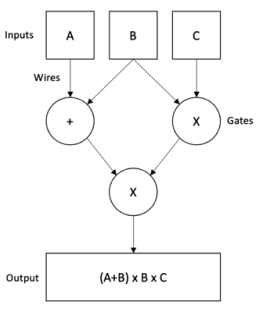 Inputs
A
B
C
Wires
+
X
Gates
X
Output
(A+B) x B x C